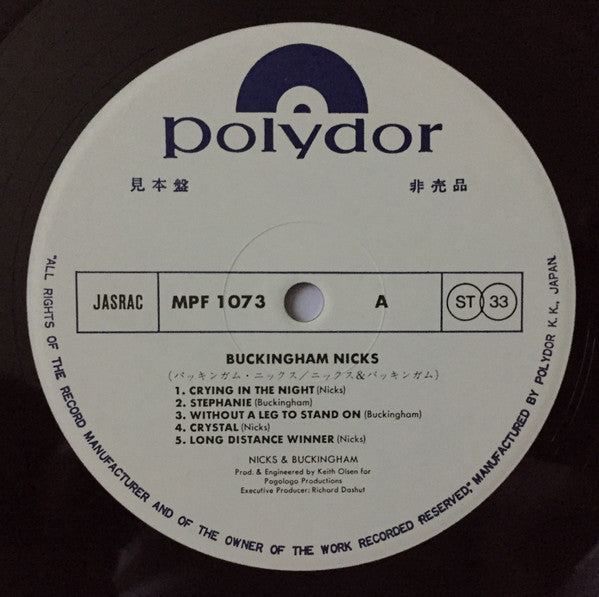 polydor
見本盤 非売品
JASRAC MPF 1073 A ST 33
BUCKINGHAM NICKS
(バッキンガム・ニックス/ニックス&バッキンガム)
1. CRYING IN THE NIGHT (Nicks)
2. STEPHANIE (Buckingham)
3. WITHOUT A LEG TO STAND ON (Buckingham)
4. CRYSTAL (Nicks)
5. LONG DISTANCE WINNER (Nicks)
NICKS & BUCKINGHAM
Prod. & Engineered by Keith Olsen for
Pogologo Productions
Executive Producer: Richard Dashut
"ALL RIGHTS OF THE RECORD MANUFACTURER AND OF THE OWNER OF THE WORK RECORDED RESERVED," MANUFACTURED BY POLYDOR K. K., JAPAN.